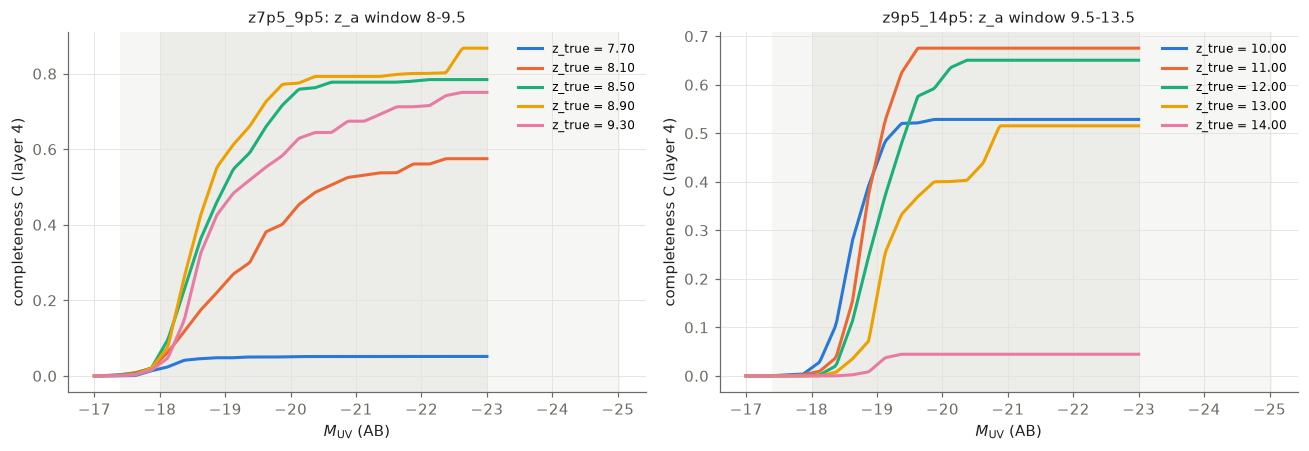 z7p5_9p5: z_a window 8-9.5
completeness C (layer 4)
0.8
0.6
0.4
0.2
0.0
z_true = 7.70
z_true = 8.10
z_true = 8.50
z_true = 8.90
z_true = 9.30
−17 −18 −19 −20 −21 −22 −23 −24 −25
M_UV (AB)
z9p5_14p5: z_a window 9.5-13.5
completeness C (layer 4)
0.7
0.6
0.5
0.4
0.3
0.2
0.1
0.0
z_true = 10.00
z_true = 11.00
z_true = 12.00
z_true = 13.00
z_true = 14.00
−17 −18 −19 −20 −21 −22 −23 −24 −25
M_UV (AB)